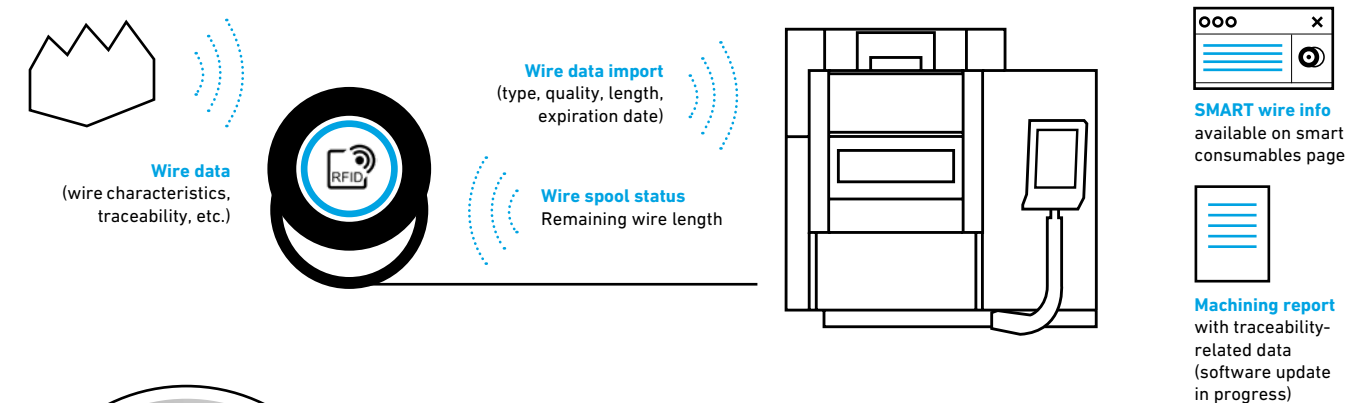 Wire data
(wire characteristics,
traceability, etc.)
RFID
Wire data import
(type, quality, length,
expiration date)
Wire spool status
Remaining wire length
SMART wire info
available on smart
consumables page
Machining report
with traceability-
related data
(software update
in progress)